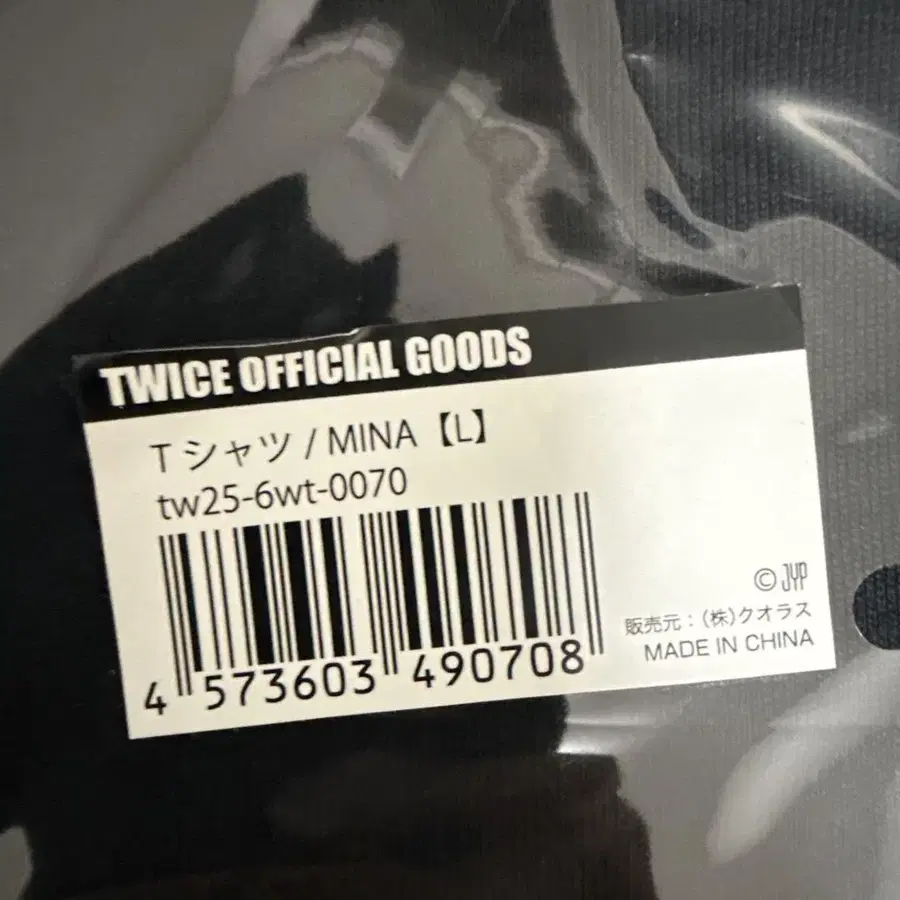 TWICE OFFICIAL GOODS
Tシャツ / MINA【L】
tw25-6wt-0070
4 573603 490708
© JYP
販売元：(株)クオラス
MADE IN CHINA